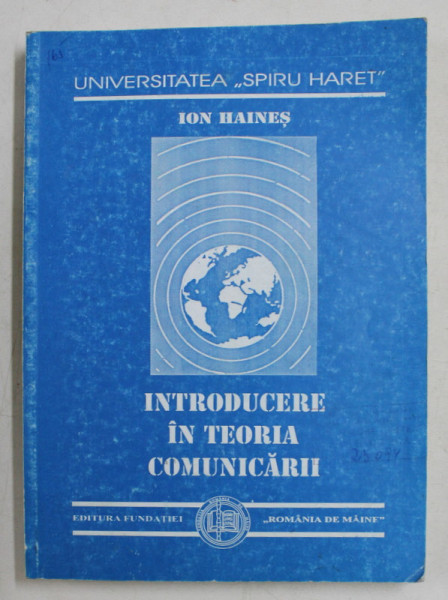 UNIVERSITATEA „SPIRU HARET”
ION HAINEȘ
INTRODUCERE
ÎN TEORIA
COMUNICĂRII
EDITURA FUNDAȚIEI „ROMÂNIA DE MÂINE”